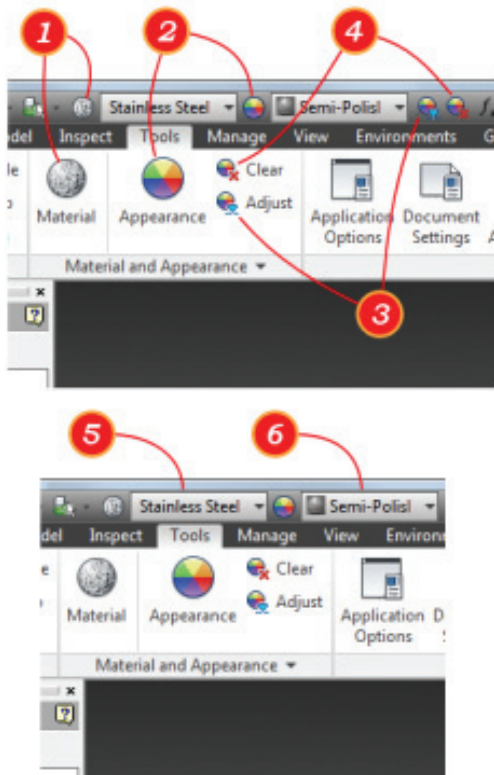 1 2 4
Stainless Steel Semi-Polisl
del Inspect Tools Manage View Environments G
le Clear
Adjust
Material Appearance Application Document
Options Settings
Material and Appearance
3
5 6
Stainless Steel Semi-Polisl
del Inspect Tools Manage View Environ
e Clear
Adjust
Material Appearance Application D
Options S
Material and Appearance